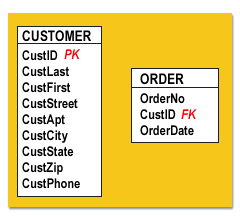 CUSTOMER
CustID PK
CustLast
CustFirst
CustStreet
CustApt
CustCity
CustState
CustZip
CustPhone
ORDER
OrderNo
CustID FK
OrderDate